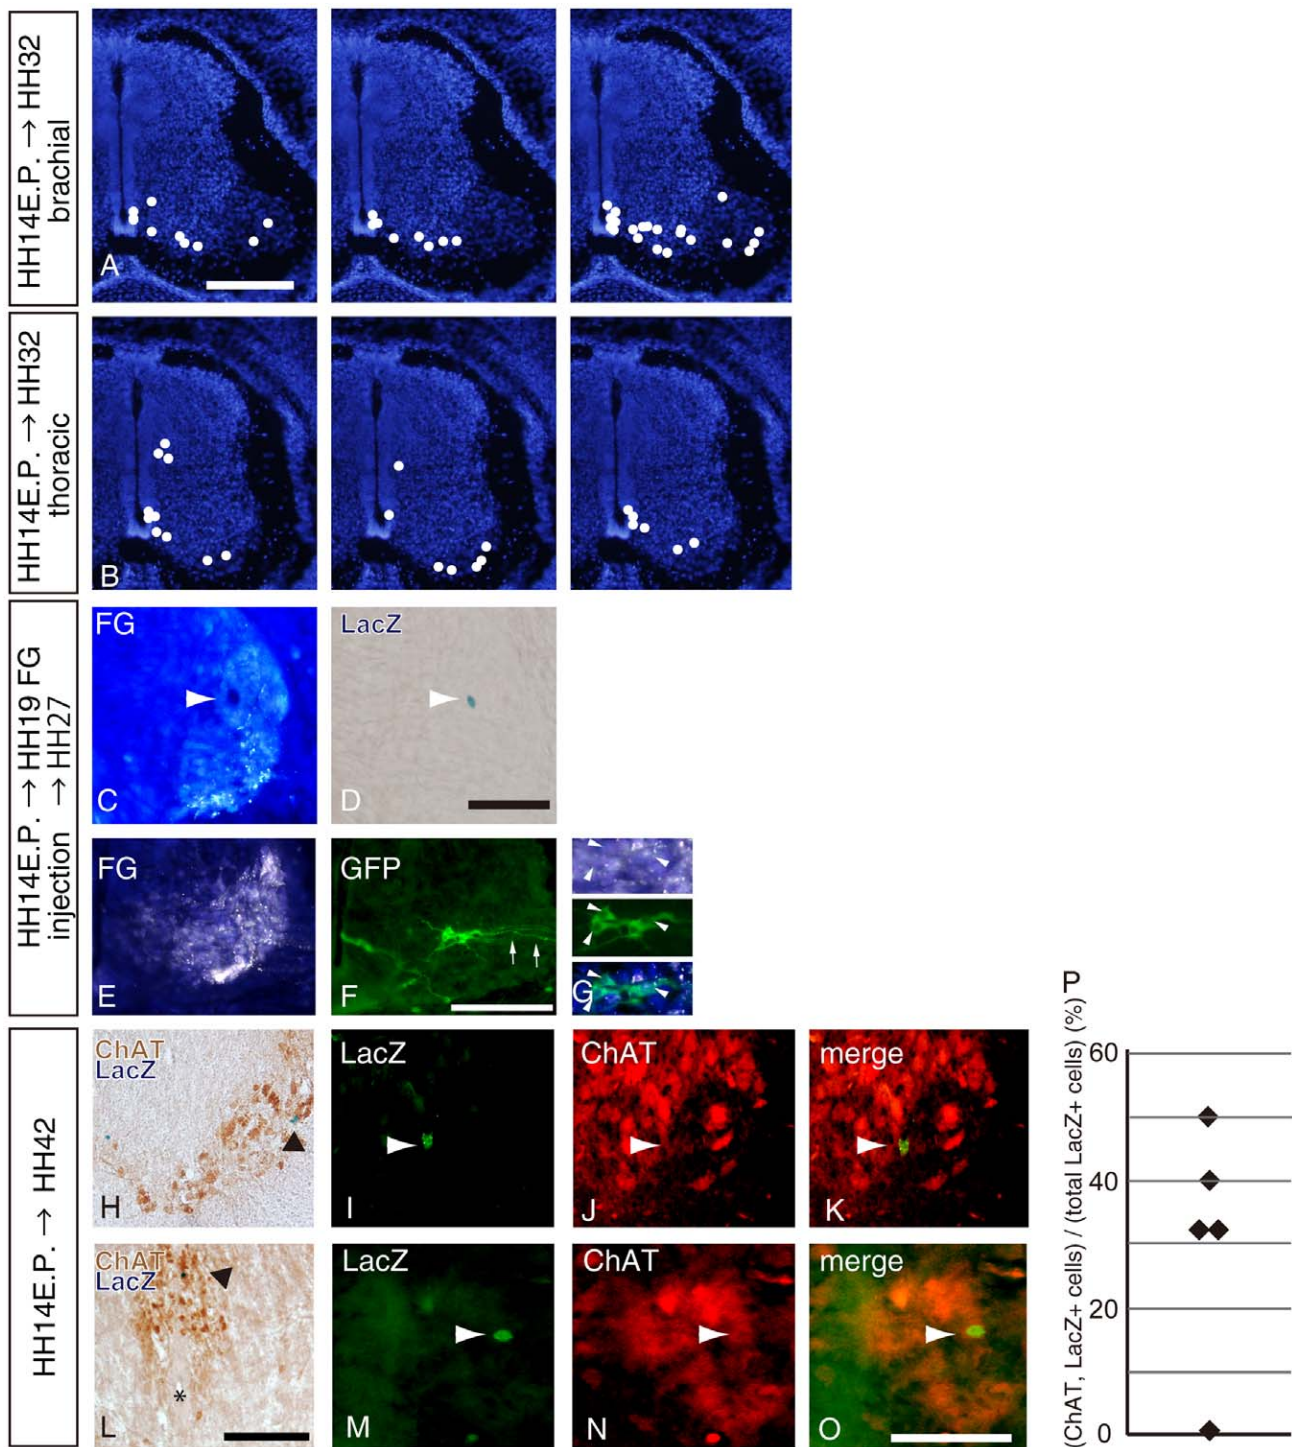 HH14E.P. → HH32
brachial
A
HH14E.P. → HH32
thoracic
B
HH14E.P. → HH19 FG
injection → HH27
FG
C
LacZ
D
FG
E
GFP
F
G
HH14E.P. → HH42
ChAT
LacZ
H
LacZ
I
ChAT
J
merge
K
ChAT
LacZ
*
L
LacZ
M
ChAT
N
merge
O
P
(ChAT, LacZ+ cells) / (total LacZ+ cells) (%)
60
40
20
0